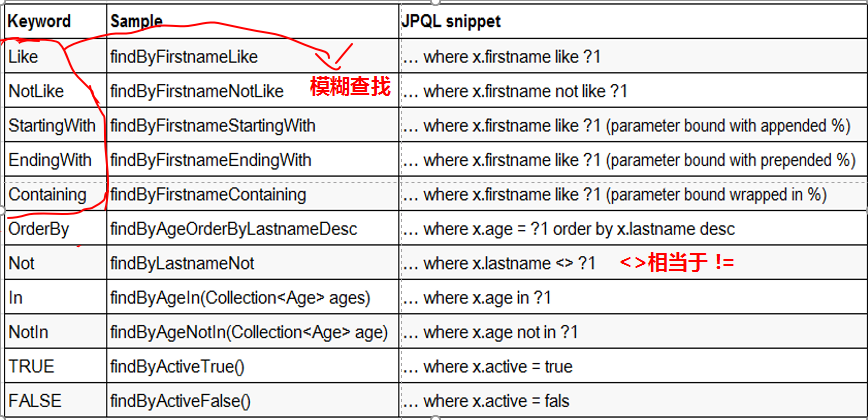 Keyword Sample JPQL snippet
Like findByFirstnameLike … where x.firstname like ?1
模糊查找
NotLike findByFirstnameNotLike … where x.firstname not like ?1
StartingWith findByFirstnameStartingWith … where x.firstname like ?1 (parameter bound with appended %)
EndingWith findByFirstnameEndingWith … where x.firstname like ?1 (parameter bound with prepended %)
Containing findByFirstnameContaining … where x.firstname like ?1 (parameter bound wrapped in %)
OrderBy findByAgeOrderByLastnameDesc … where x.age = ?1 order by x.lastname desc
Not findByLastnameNot … where x.lastname <> ?1 <>相当于 !=
In findByAgeIn(Collection<Age> ages) … where x.age in ?1
NotIn findByAgeNotIn(Collection<Age> age) … where x.age not in ?1
TRUE findByActiveTrue() … where x.active = true
FALSE findByActiveFalse() … where x.active = fals